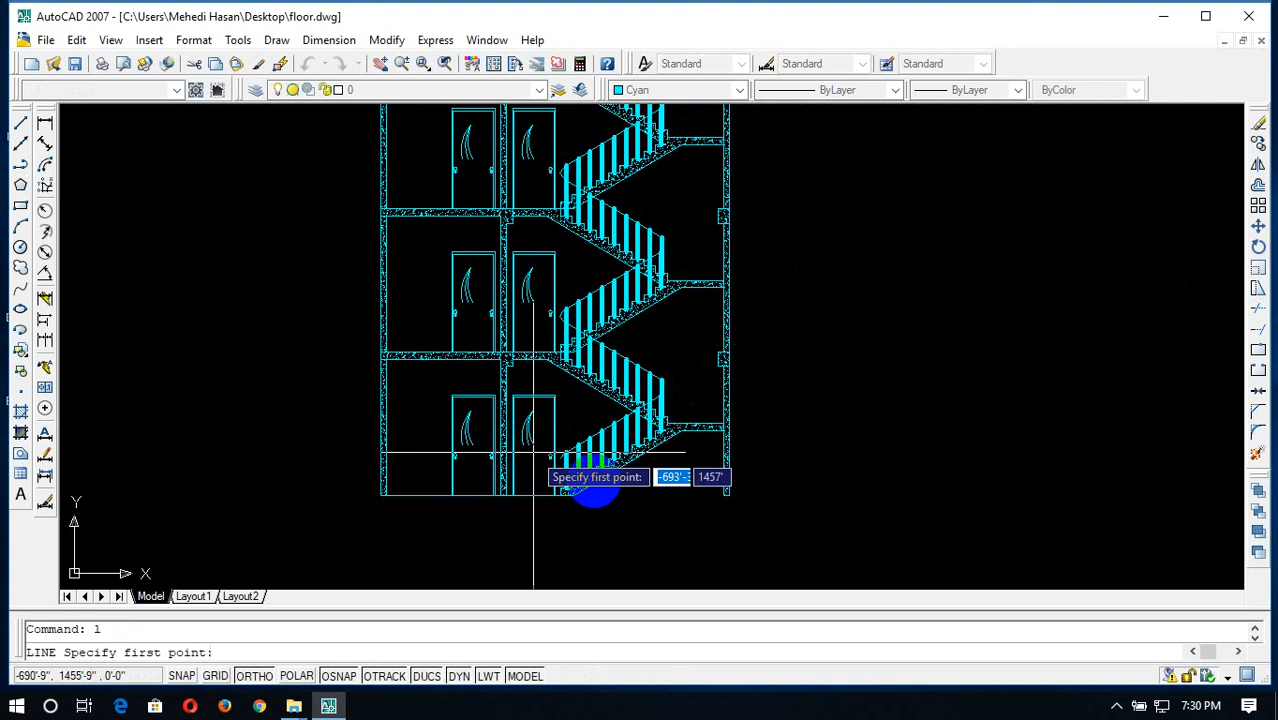 AutoCAD 2007 - [C:\Users\Mehedi Hasan\Desktop\floor.dwg]
File Edit View Insert Format Tools Draw Dimension Modify Express Window Help
Standard Standard Standard
0 Cyan ByLayer ByLayer ByColor
Specify first point: -693'-3 1457'
Y
X
Model Layout1 Layout2
Command: l
LINE Specify first point:
-690'-9", 1455'-9", 0'-0" SNAP GRID ORTHO POLAR OSNAP OTRACK DUCS DYN LWT MODEL
7:30 PM